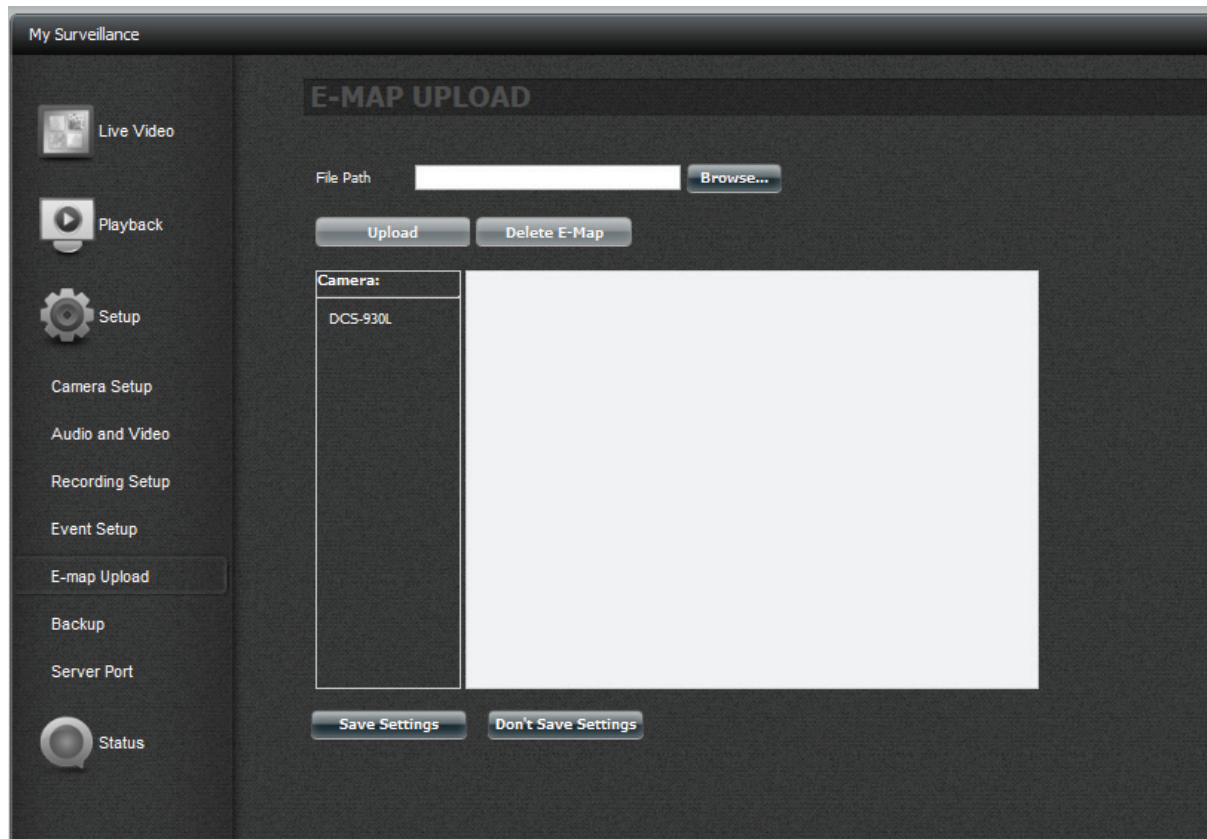 My Surveillance
Live Video
Playback
Setup
Camera Setup
Audio and Video
Recording Setup
Event Setup
E-map Upload
Backup
Server Port
Status
E-MAP UPLOAD
File Path
Browse...
Upload
Delete E-Map
Camera:
DCS-930L
Save Settings
Don't Save Settings